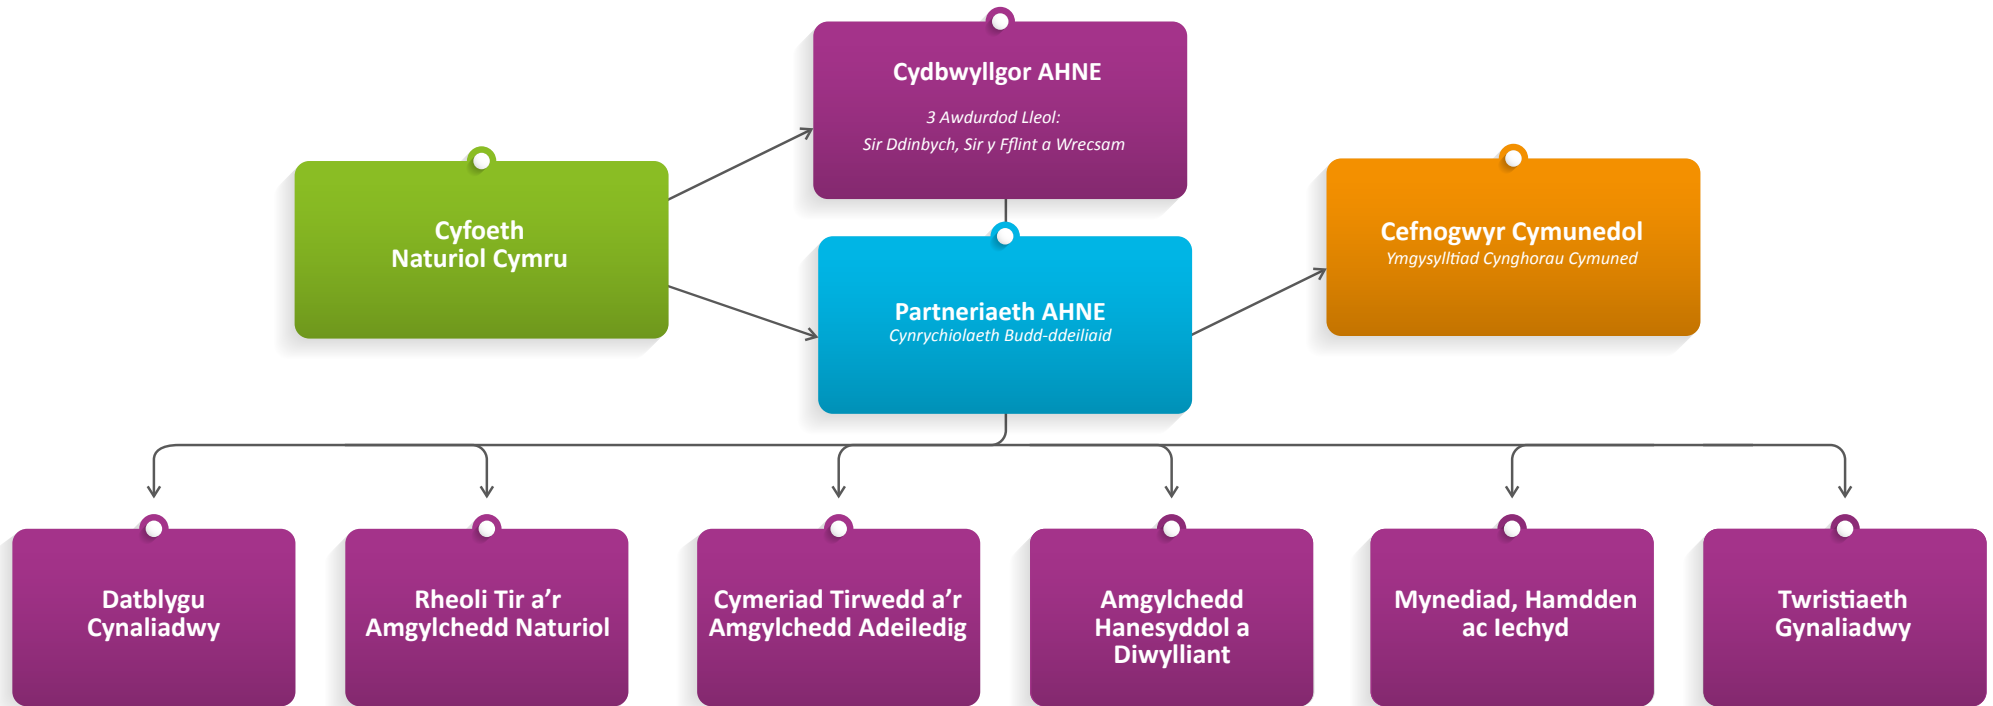 Cydbwyllgor AHNE
3 Awdurdod Lleol:
Sir Ddinbych, Sir y Fflint a Wrecsam
Cyfoeth
Naturiol Cymru
Cefnogwyr Cymunedol
Ymgysylltiad Cynghorau Cymuned
Partneriaeth AHNE
Cynrychiolaeth Budd-ddeiliaid
Datblygu
Cynaliadwy
Rheoli Tir a’r
Amgylchedd Naturiol
Cymeriad Tirwedd a’r
Amgylchedd Adeiledig
Amgylchedd
Hanesyddol a
Diwylliant
Mynediad, Hamdden
ac Iechyd
Twristiaeth
Gynaliadwy